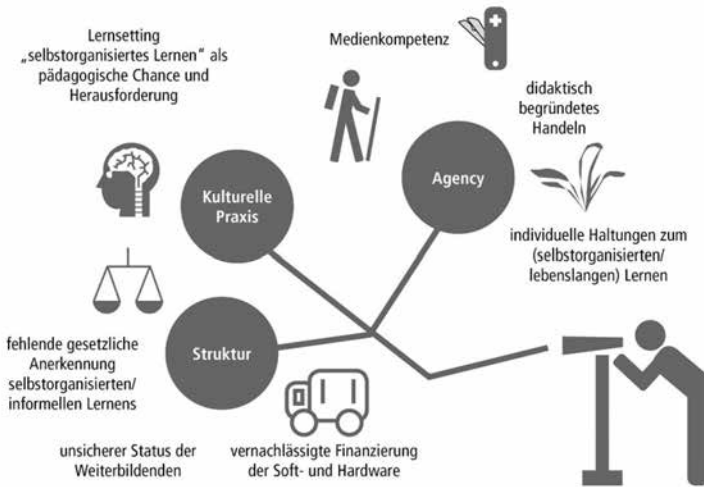 Lernsetting
„selbstorganisiertes Lernen“ als
pädagogische Chance und
Herausforderung
Medienkompetenz
didaktisch
begründetes
Handeln
Kulturelle
Praxis
Agency
individuelle Haltungen zum
(selbstorganisierten/
lebenslangen) Lernen
fehlende gesetzliche
Anerkennung
selbstorganisierten/
informellen Lernens
Struktur
unsicherer Status der
Weiterbildenden
vernachlässigte Finanzierung
der Soft- und Hardware